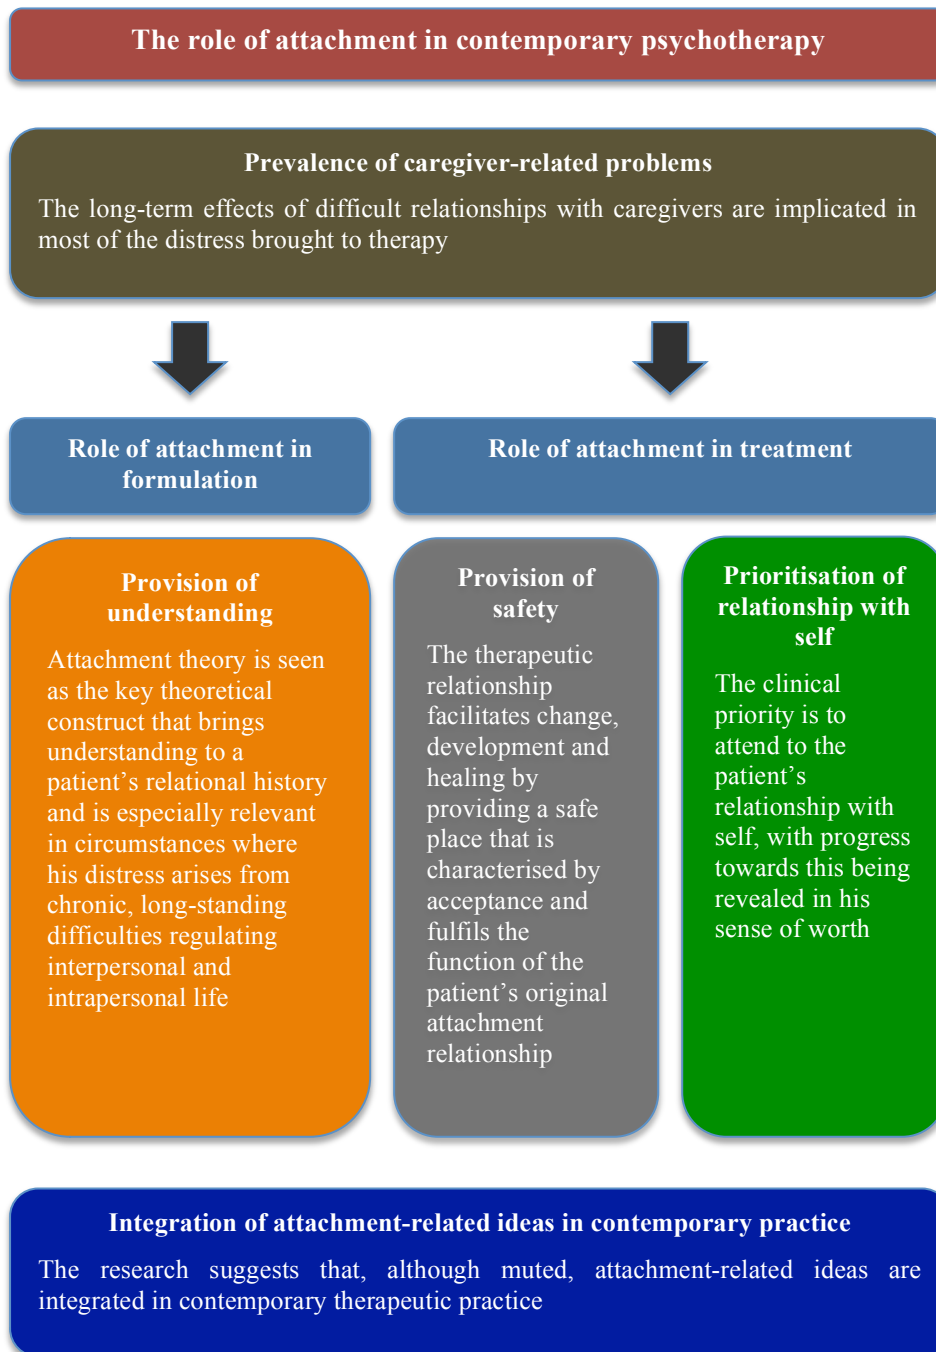 The role of attachment in contemporary psychotherapy
Prevalence of caregiver-related problems
The long-term effects of difficult relationships with caregivers are implicated in
most of the distress brought to therapy
Role of attachment in
formulation
Role of attachment in treatment
Provision of
understanding
Attachment theory is seen
as the key theoretical
construct that brings
understanding to a
patient’s relational history
and is especially relevant
in circumstances where
his distress arises from
chronic, long-standing
difficulties regulating
interpersonal and
intrapersonal life
Provision of
safety
The therapeutic
relationship
facilitates change,
development and
healing by
providing a safe
place that is
characterised by
acceptance and
fulfils the
function of the
patient’s original
attachment
relationship
Prioritisation of
relationship with
self
The clinical
priority is to
attend to the
patient’s
relationship with
self, with progress
towards this being
revealed in his
sense of worth
Integration of attachment-related ideas in contemporary practice
The research suggests that, although muted, attachment-related ideas are
integrated in contemporary therapeutic practice